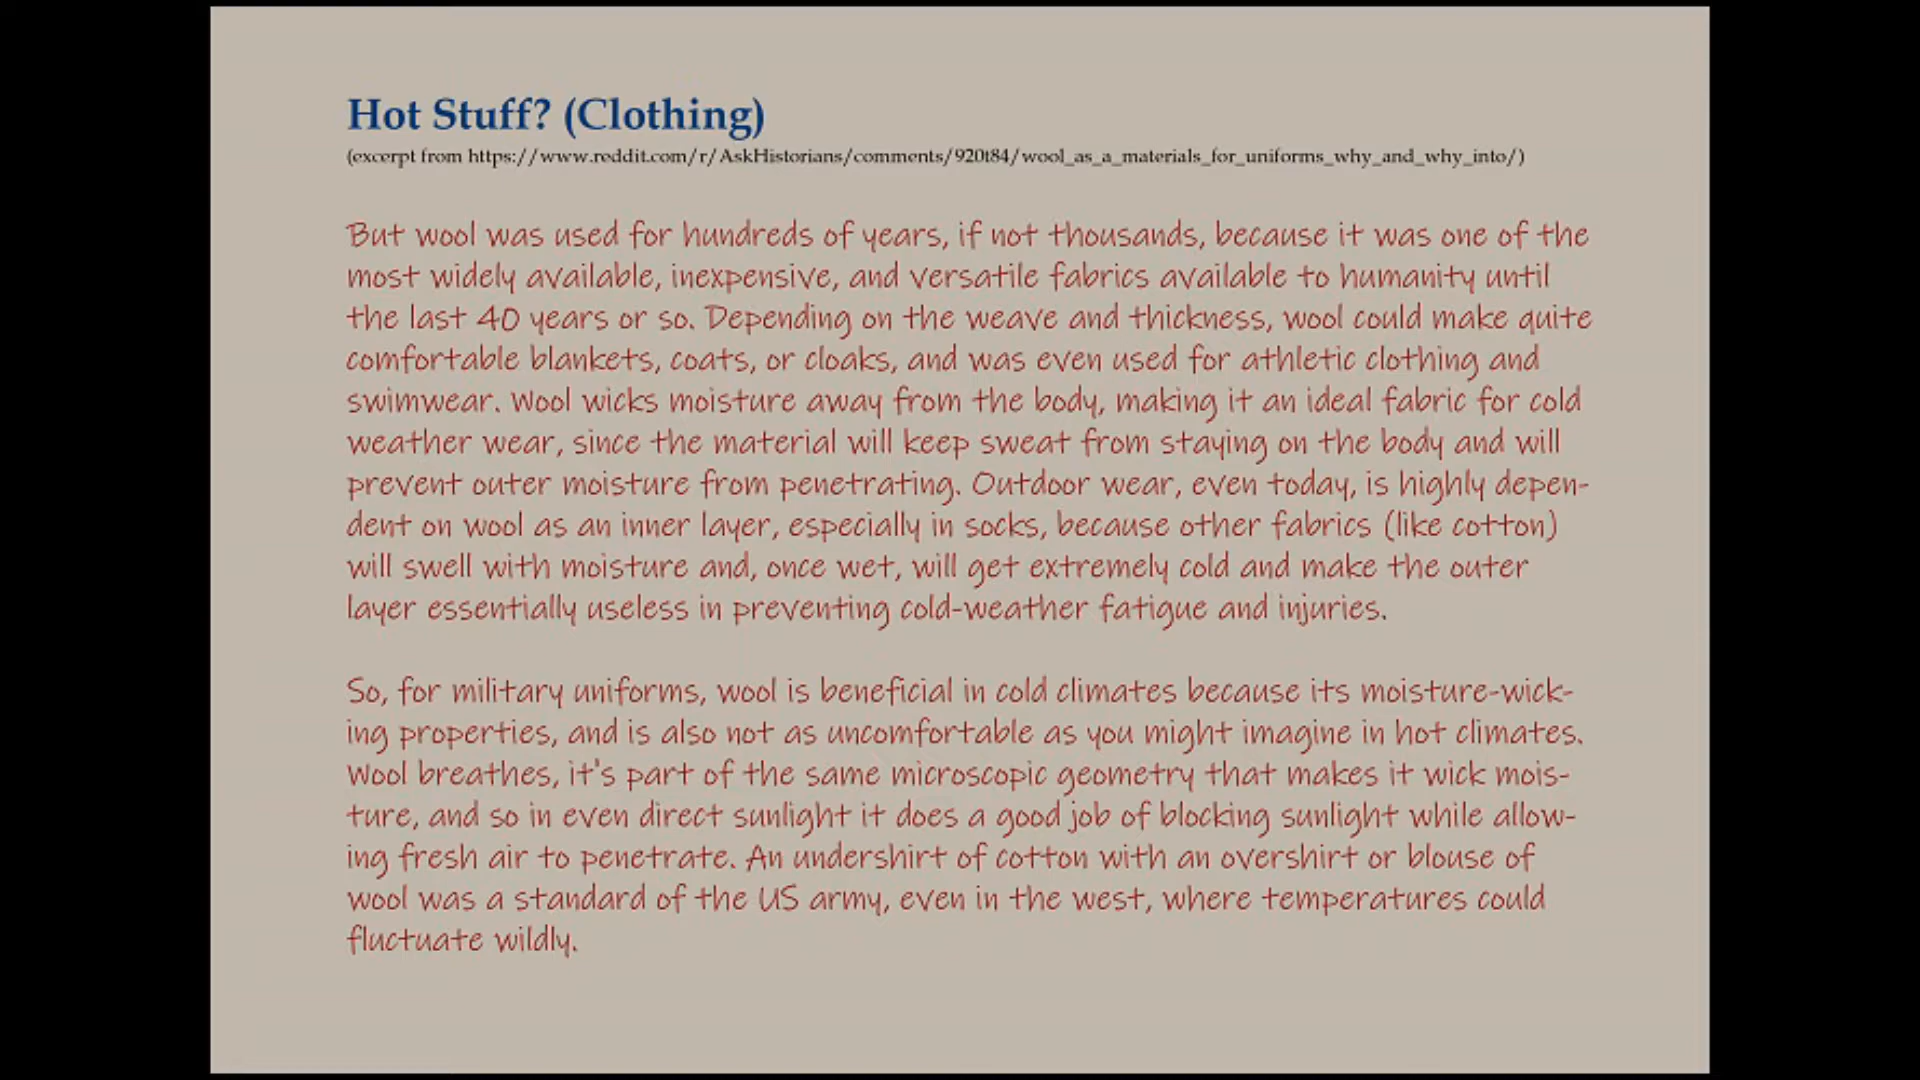 Hot Stuff? (Clothing)
(excerpt from https://www.reddit.com/r/AskHistorians/comments/920t84/wool_as_a_materials_for_uniforms_why_and_why_into/)
But wool was used for hundreds of years, if not thousands, because it was one of the
most widely available, inexpensive, and versatile fabrics available to humanity until
the last 40 years or so. Depending on the weave and thickness, wool could make quite
comfortable blankets, coats, or cloaks, and was even used for athletic clothing and
swimwear. Wool wicks moisture away from the body, making it an ideal fabric for cold
weather wear, since the material will keep sweat from staying on the body and will
prevent outer moisture from penetrating. Outdoor wear, even today, is highly depen-
dent on wool as an inner layer, especially in socks, because other fabrics (like cotton)
will swell with moisture and, once wet, will get extremely cold and make the outer
layer essentially useless in preventing cold-weather fatigue and injuries.
So, for military uniforms, wool is beneficial in cold climates because its moisture-wick-
ing properties, and is also not as uncomfortable as you might imagine in hot climates.
Wool breathes, it's part of the same microscopic geometry that makes it wick mois-
ture, and so in even direct sunlight it does a good job of blocking sunlight while allow-
ing fresh air to penetrate. An undershirt of cotton with an overshirt or blouse of
wool was a standard of the US army, even in the west, where temperatures could
fluctuate wildly.